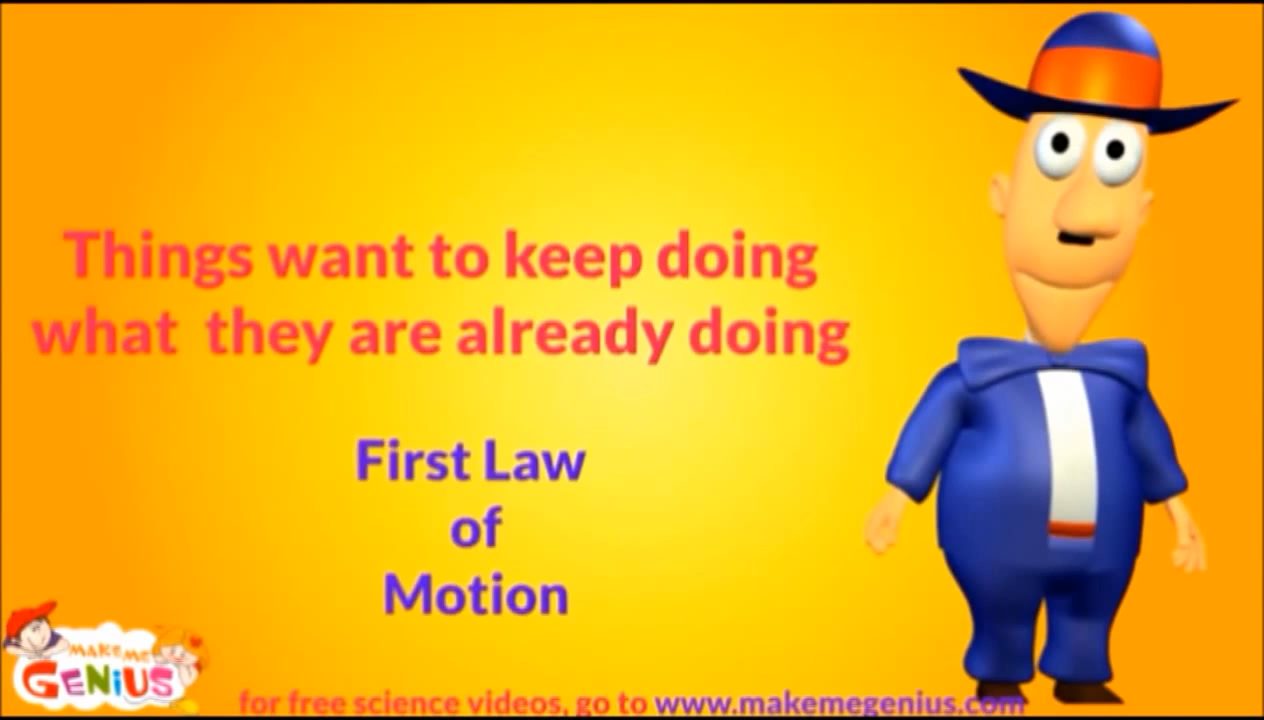 Things want to keep doing
what they are already doing
First Law
of
Motion
MAKE ME
GENiUS
for free science videos, go to www.makemegenius.com